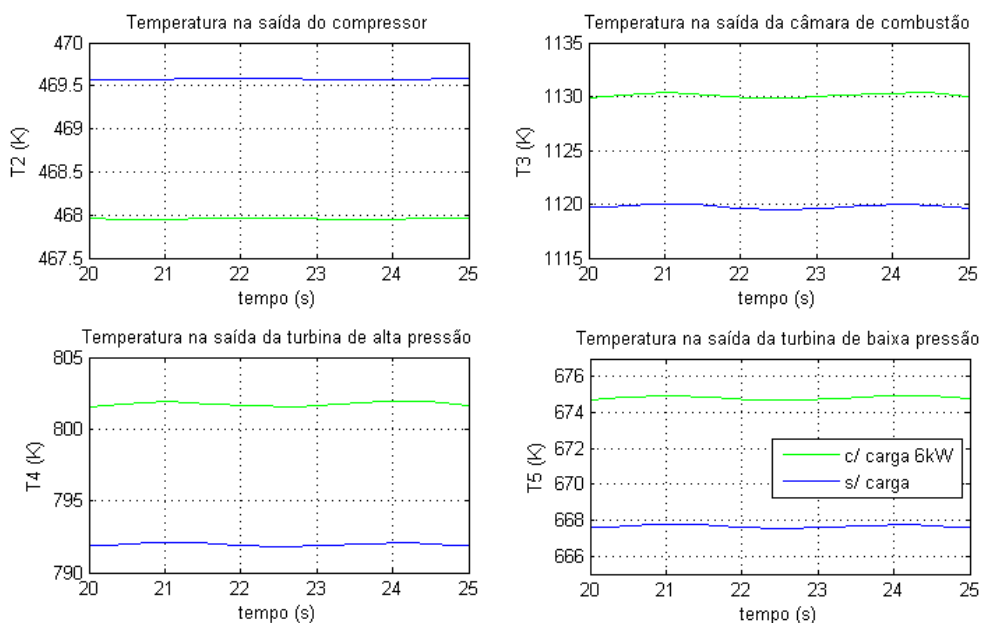 Temperatura na saída do compressor
470
469.5
469
468.5
468
467.5
T2 (K)
20 21 22 23 24 25
tempo (s)
Temperatura na saída da câmara de combustão
1135
1130
1125
1120
1115
T3 (K)
20 21 22 23 24 25
tempo (s)
Temperatura na saída da turbina de alta pressão
805
800
795
790
T4 (K)
20 21 22 23 24 25
tempo (s)
Temperatura na saída da turbina de baixa pressão
676
674
672
670
668
666
T5 (K)
c/ carga 6kW
s/ carga
20 21 22 23 24 25
tempo (s)